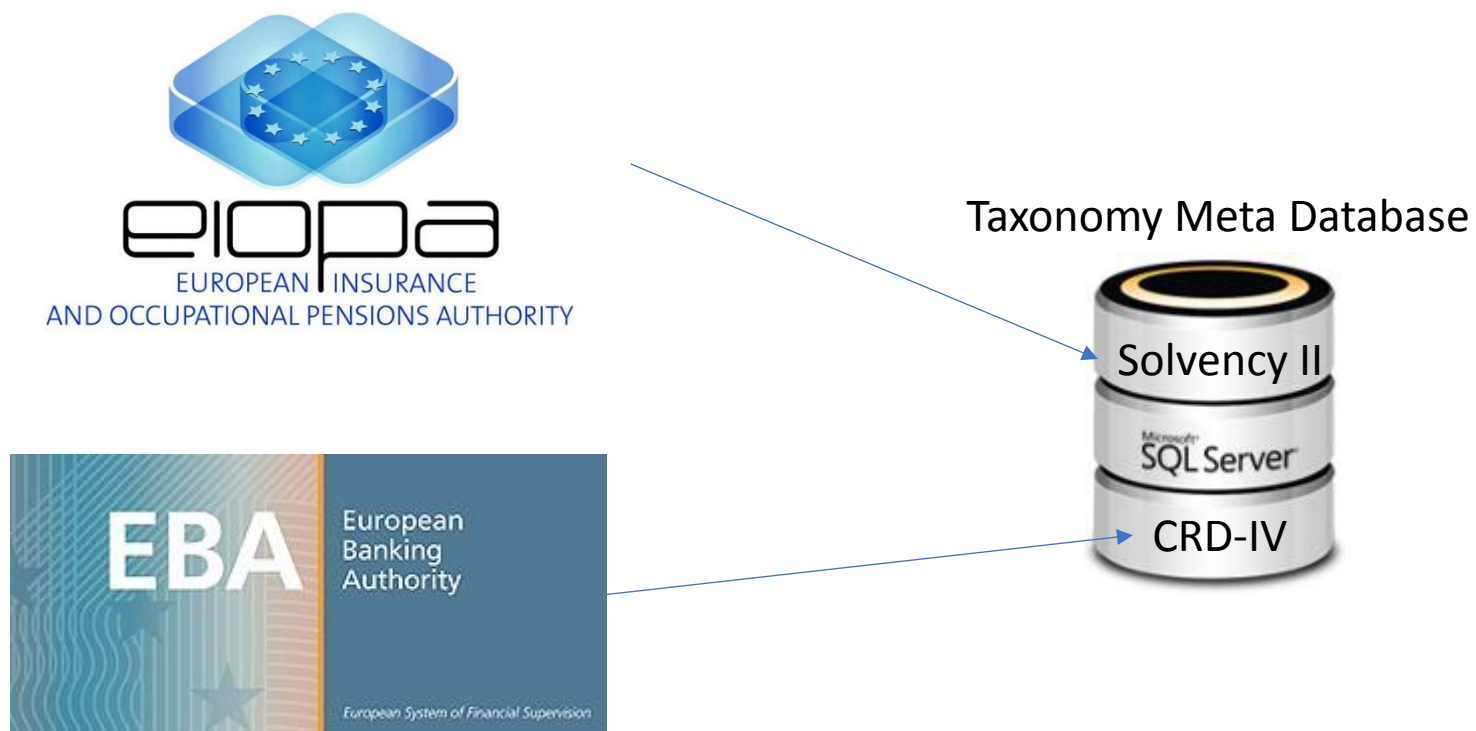 eiopa
EUROPEAN INSURANCE
AND OCCUPATIONAL PENSIONS AUTHORITY
Taxonomy Meta Database
Solvency II
Microsoft
SQL Server
CRD-IV
EBA
European
Banking
Authority
European System of Financial Supervision